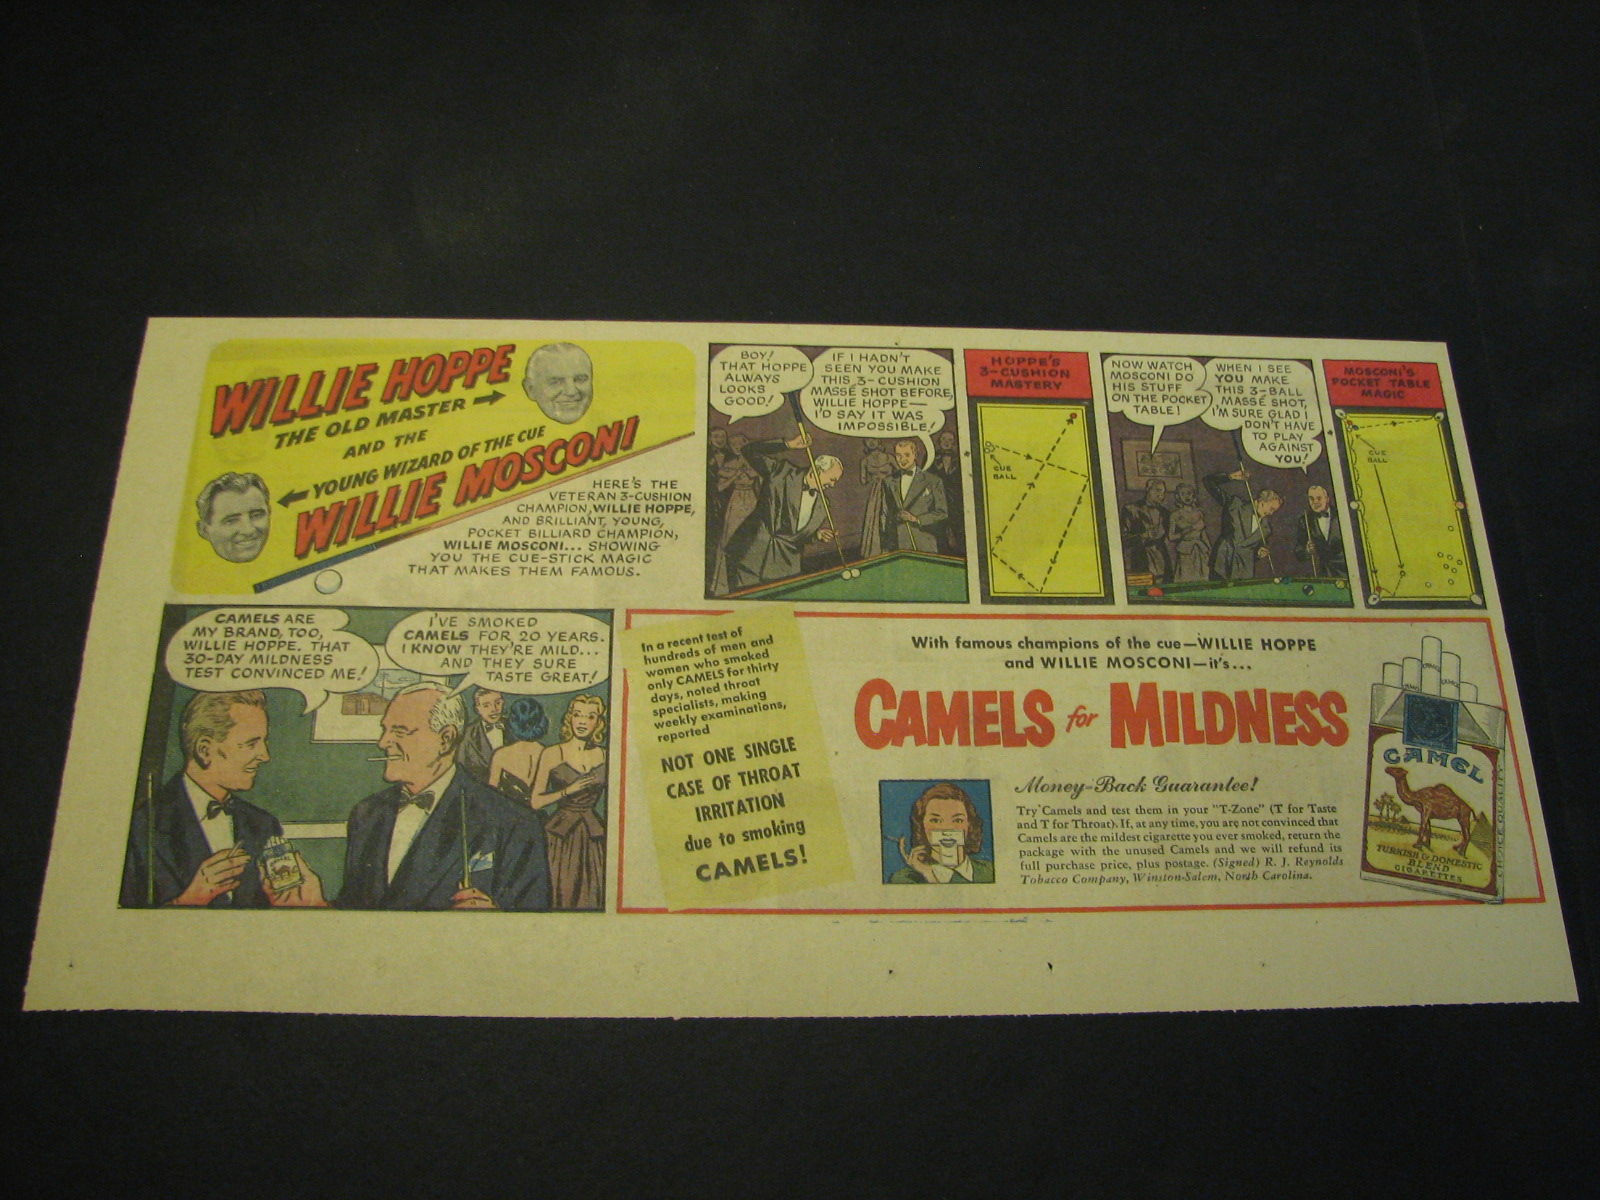 WILLIE HOPPE
THE OLD MASTER
AND THE
YOUNG WIZARD OF THE CUE
WILLIE MOSCONI
HERE'S THE
VETERAN 3-CUSHION
CHAMPION, WILLIE HOPPE,
AND BRILLIANT, YOUNG,
POCKET BILLIARD CHAMPION,
WILLIE MOSCONI... SHOWING
YOU THE CUE-STICK MAGIC
THAT MAKES THEM FAMOUS.
BOY!
THAT HOPPE
ALWAYS
LOOKS
GOOD!
IF I HADN'T
SEEN YOU MAKE
THIS 3-CUSHION
MASSÉ SHOT BEFORE,
WILLIE HOPPE—
I'D SAY IT WAS
IMPOSSIBLE!
HOPPE'S
3-CUSHION
MASTERY
CUE
BALL
NOW WATCH
MOSCONI DO
HIS STUFF
ON THE POCKET
TABLE!
WHEN I SEE
YOU MAKE
THIS 3-BALL
MASSÉ SHOT,
I'M SURE GLAD I
DON'T HAVE
TO PLAY
AGAINST
YOU!
MOSCONI'S
POCKET TABLE
MAGIC
CUE
BALL
CAMELS ARE
MY BRAND, TOO,
WILLIE HOPPE. THAT
30-DAY MILDNESS
TEST CONVINCED ME!
I'VE SMOKED
CAMELS FOR 20 YEARS.
I KNOW THEY'RE MILD...
AND THEY SURE
TASTE GREAT!
In a recent test of
hundreds of men and
women who smoked
only CAMELS for thirty
days, noted throat
specialists, making
weekly examinations,
reported
NOT ONE SINGLE
CASE OF THROAT
IRRITATION
due to smoking
CAMELS!
With famous champions of the cue—WILLIE HOPPE
and WILLIE MOSCONI—it's...
CAMELS for MILDNESS
Money-Back Guarantee!
Try Camels and test them in your "T-Zone" (T for Taste
and T for Throat). If, at any time, you are not convinced that
Camels are the mildest cigarette you ever smoked, return the
package with the unused Camels and we will refund its
full purchase price, plus postage. (Signed) R. J. Reynolds
Tobacco Company, Winston-Salem, North Carolina.
CAMEL
TURKISH & DOMESTIC
BLEND
CIGARETTES